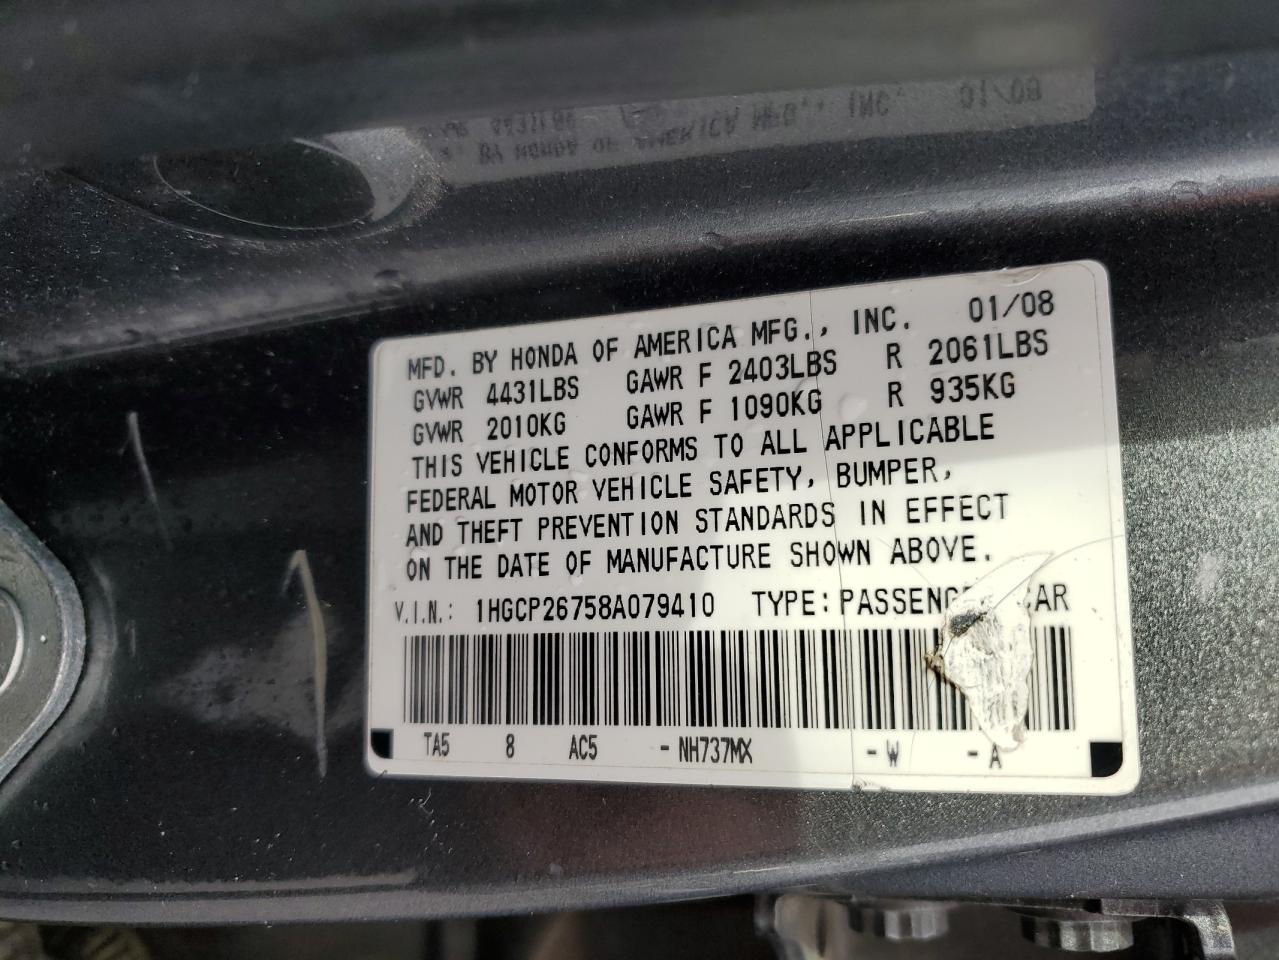 MFD. BY HONDA OF AMERICA MFG., INC. 01/08
GVWR 4431LBS GAWR F 2403LBS R 2061LBS
GVWR 2010KG GAWR F 1090KG R 935KG
THIS VEHICLE CONFORMS TO ALL APPLICABLE
FEDERAL MOTOR VEHICLE SAFETY, BUMPER,
AND THEFT PREVENTION STANDARDS IN EFFECT
ON THE DATE OF MANUFACTURE SHOWN ABOVE.
V.I.N.: 1HGCP26758A079410 TYPE: PASSENGER CAR
TA5 8 AC5 -NH737MX -W -A